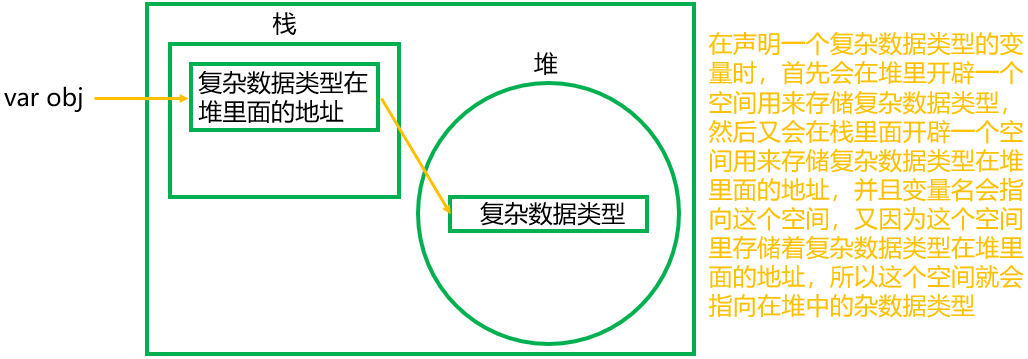 栈
堆
var obj
复杂数据类型在
堆里面的地址
复杂数据类型
在声明一个复杂数据类型的变
量时，首先会在堆里开辟一个
空间用来存储复杂数据类型，
然后又会在栈里面开辟一个空
间用来存储复杂数据类型在堆
里面的地址，并且变量名会指
向这个空间，又因为这个空间
里存储着复杂数据类型在堆里
面的地址，所以这个空间就会
指向在堆中的杂数据类型